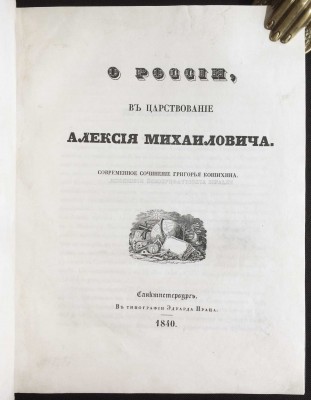 О РОССІИ,
ВЪ ЦАРСТВОВАНІЕ
АЛЕКСІЯ МИХАИЛОВИЧА.
СОВРЕМЕННОЕ СОЧИНЕНІЕ ГРИГОРЬЯ КОШИХИНА.
Санктпетербургъ,
Въ типографіи Эдуарда Праца.
1840.